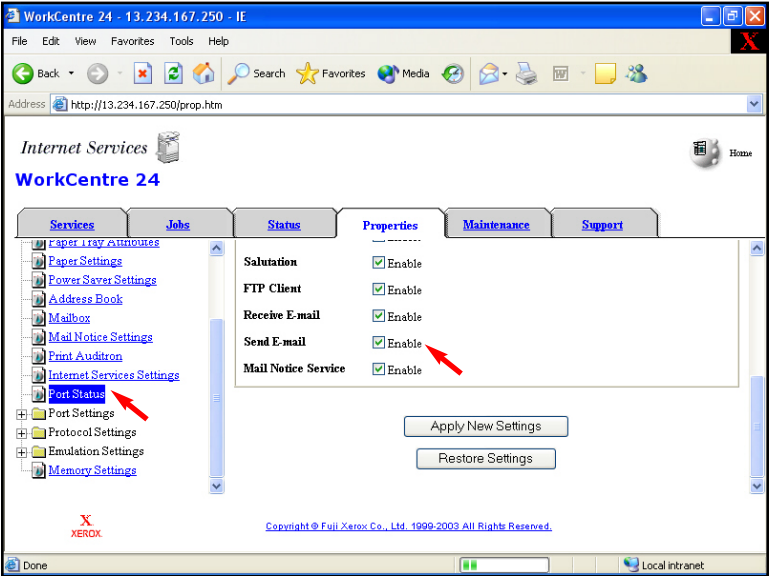 WorkCentre 24 - 13.234.167.250 - IE
File Edit View Favorites Tools Help
X
Back Search Favorites Media
Address http://13.234.167.250/prop.htm
Internet Services
Home
WorkCentre 24
Services Jobs Status Properties Maintenance Support
Paper Tray Attributes
Paper Settings
Power Saver Settings
Address Book
Mailbox
Mail Notice Settings
Print Auditron
Internet Services Settings
Port Status
Port Settings
Protocol Settings
Emulation Settings
Memory Settings
Salutation Enable
FTP Client Enable
Receive E-mail Enable
Send E-mail Enable
Mail Notice Service Enable
Apply New Settings
Restore Settings
X
XEROX.
Copyright © Fuji Xerox Co., Ltd. 1999-2003 All Rights Reserved.
Done Local intranet